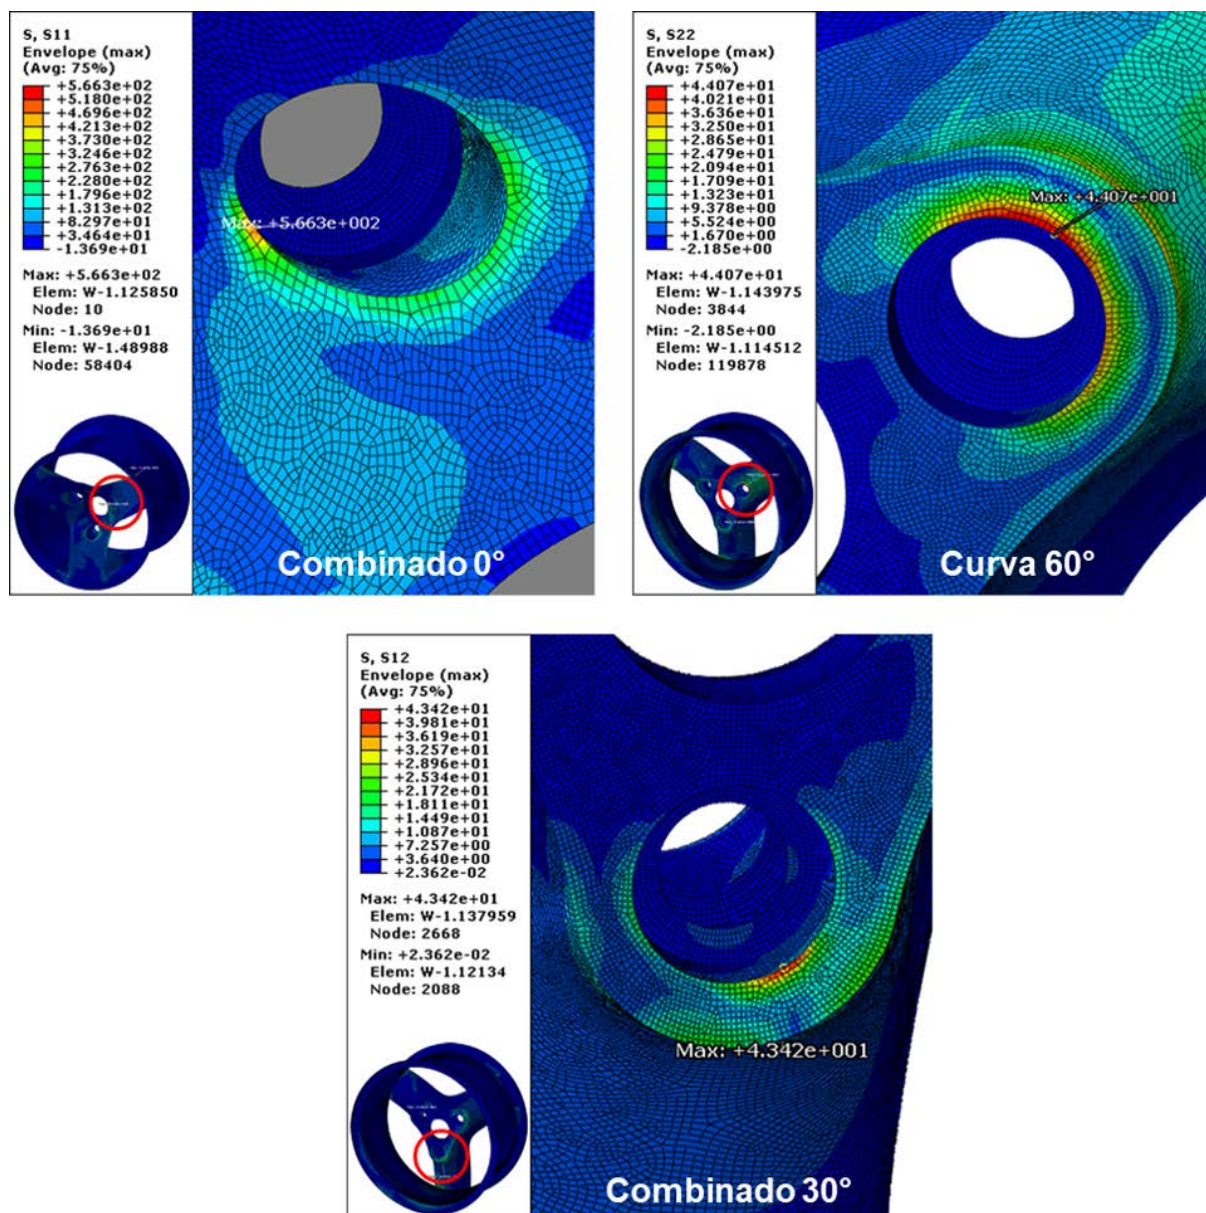 S, S11
Envelope (max)
(Avg: 75%)
+5.663e+02
+5.180e+02
+4.696e+02
+4.213e+02
+3.730e+02
+3.246e+02
+2.763e+02
+2.280e+02
+1.796e+02
+1.313e+02
+8.297e+01
+3.464e+01
-1.369e+01
Max: +5.663e+02
Elem: W-1.125850
Node: 10
Min: -1.369e+01
Elem: W-1.48988
Node: 58404
Max: +5.663e+002
Combinado 0°
S, S22
Envelope (max)
(Avg: 75%)
+4.407e+01
+4.021e+01
+3.636e+01
+3.250e+01
+2.865e+01
+2.479e+01
+2.094e+01
+1.709e+01
+1.323e+01
+9.378e+00
+5.524e+00
+1.670e+00
-2.185e+00
Max: +4.407e+01
Elem: W-1.143975
Node: 3844
Min: -2.185e+00
Elem: W-1.114512
Node: 119878
Max: +4.407e+001
Curva 60°
S, S12
Envelope (max)
(Avg: 75%)
+4.342e+01
+3.981e+01
+3.619e+01
+3.257e+01
+2.896e+01
+2.534e+01
+2.172e+01
+1.811e+01
+1.449e+01
+1.087e+01
+7.257e+00
+3.640e+00
+2.362e-02
Max: +4.342e+01
Elem: W-1.137959
Node: 2668
Min: +2.362e-02
Elem: W-1.12134
Node: 2088
Max: +4.342e+001
Combinado 30°